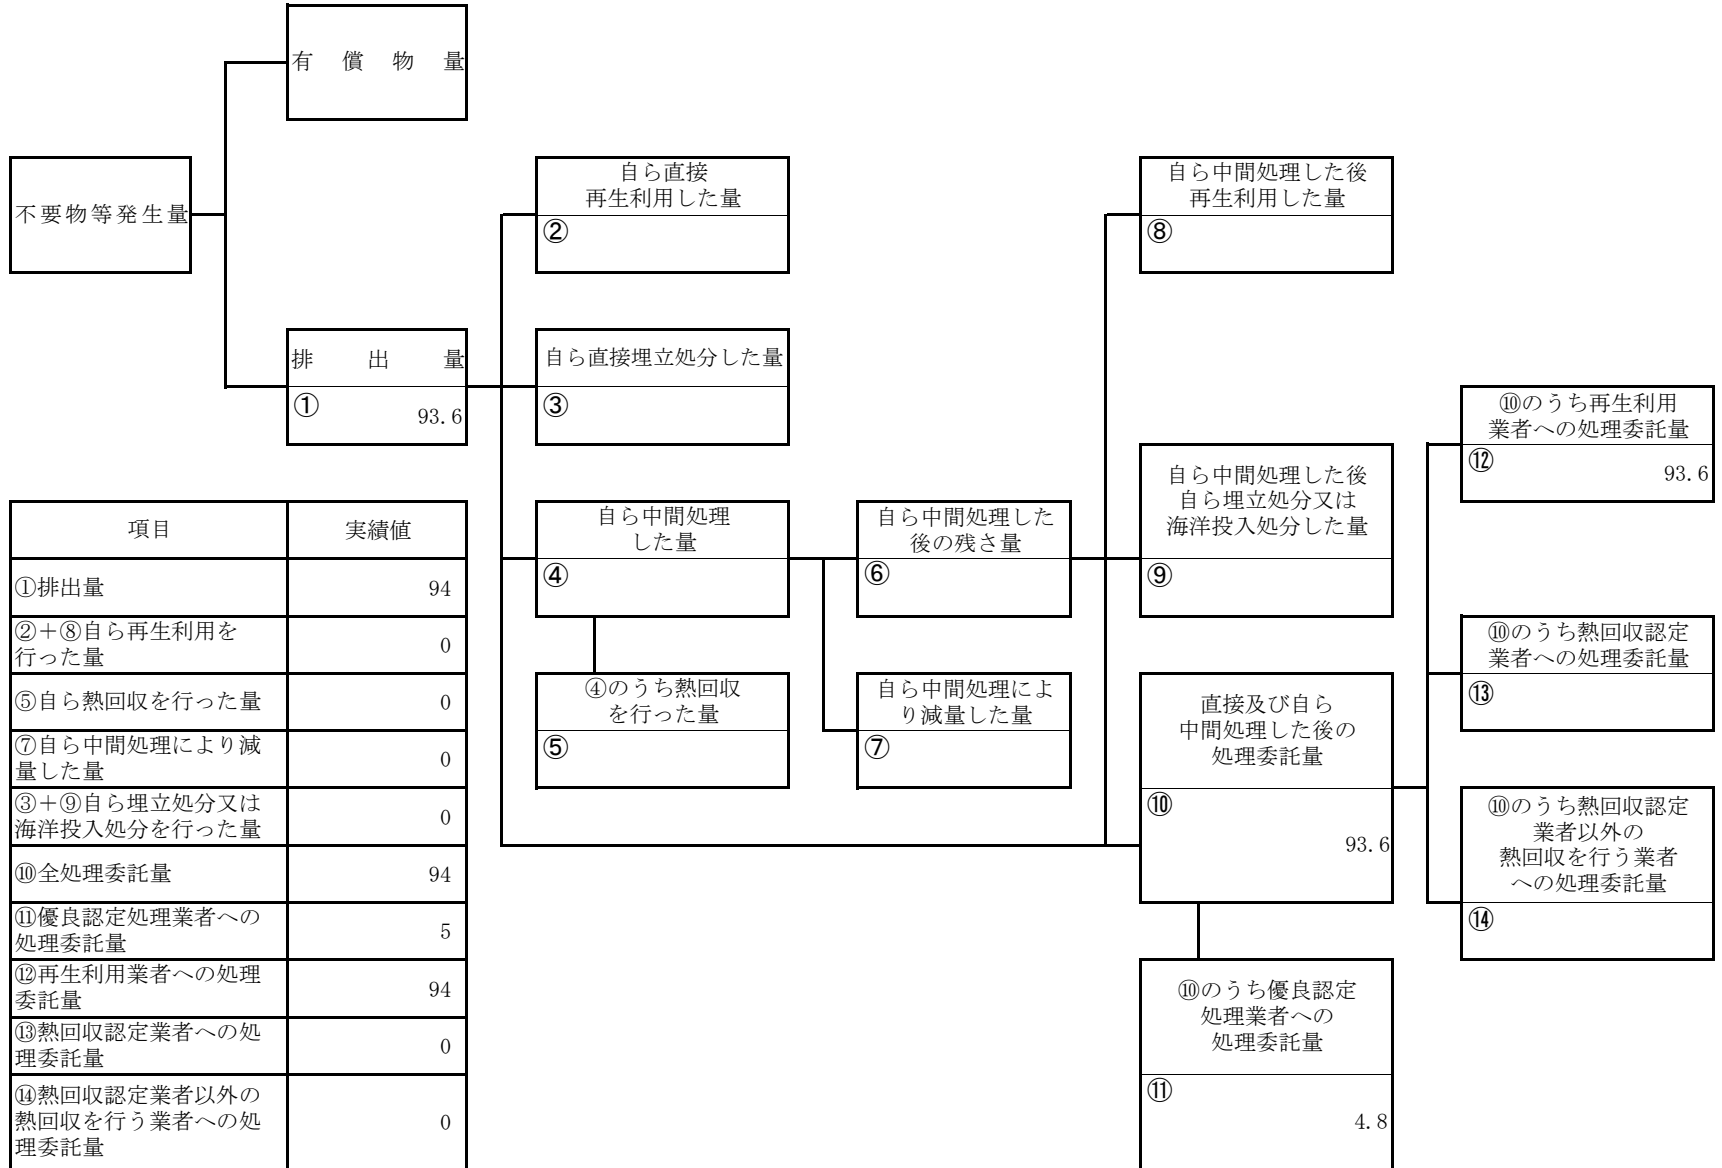 有償物量
不要物等発生量
自ら直接
再生利用した量
②
自ら中間処理した後
再生利用した量
⑧
排出量
①
93.6
自ら直接埋立処分した量
③
⑩のうち再生利用
業者への処理委託量
⑫
93.6
自ら中間処理した後
自ら埋立処分又は
海洋投入処分した量
⑨
自ら中間処理
した量
④
自ら中間処理した
後の残さ量
⑥
⑩のうち熱回収認定
業者への処理委託量
⑬
④のうち熱回収
を行った量
⑤
自ら中間処理によ
り減量した量
⑦
直接及び自ら
中間処理した後の
処理委託量
⑩
93.6
⑩のうち熱回収認定
業者以外の
熱回収を行う業者
への処理委託量
⑭
⑩のうち優良認定
処理業者への
処理委託量
⑪
4.8
項目 実績値
①排出量 94
②＋⑧自ら再生利用を
行った量 0
⑤自ら熱回収を行った量 0
⑦自ら中間処理により減
量した量 0
③＋⑨自ら埋立処分又は
海洋投入処分を行った量 0
⑩全処理委託量 94
⑪優良認定処理業者への
処理委託量 5
⑫再生利用業者への処理
委託量 94
⑬熱回収認定業者への処
理委託量 0
⑭熱回収認定業者以外の
熱回収を行う業者への処 0
理委託量